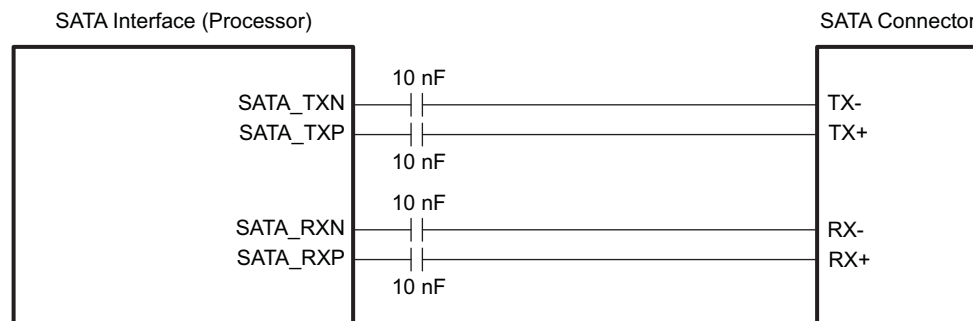 SATA Interface (Processor)
SATA Connector
10 nF
SATA_TXN
TX-
SATA_TXP
TX+
10 nF
10 nF
SATA_RXN
RX-
SATA_RXP
RX+
10 nF